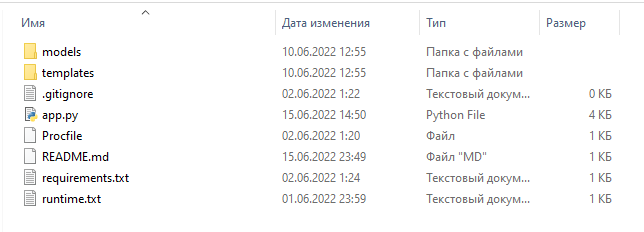 Имя Дата изменения Тип Размер
models 10.06.2022 12:55 Папка с файлами
templates 10.06.2022 12:55 Папка с файлами
.gitignore 02.06.2022 1:22 Текстовый докум... 0 КБ
app.py 15.06.2022 14:50 Python File 4 КБ
Procfile 02.06.2022 1:20 Файл 1 КБ
README.md 15.06.2022 23:49 Файл "MD" 1 КБ
requirements.txt 02.06.2022 1:24 Текстовый докум... 1 КБ
runtime.txt 01.06.2022 23:59 Текстовый докум... 1 КБ